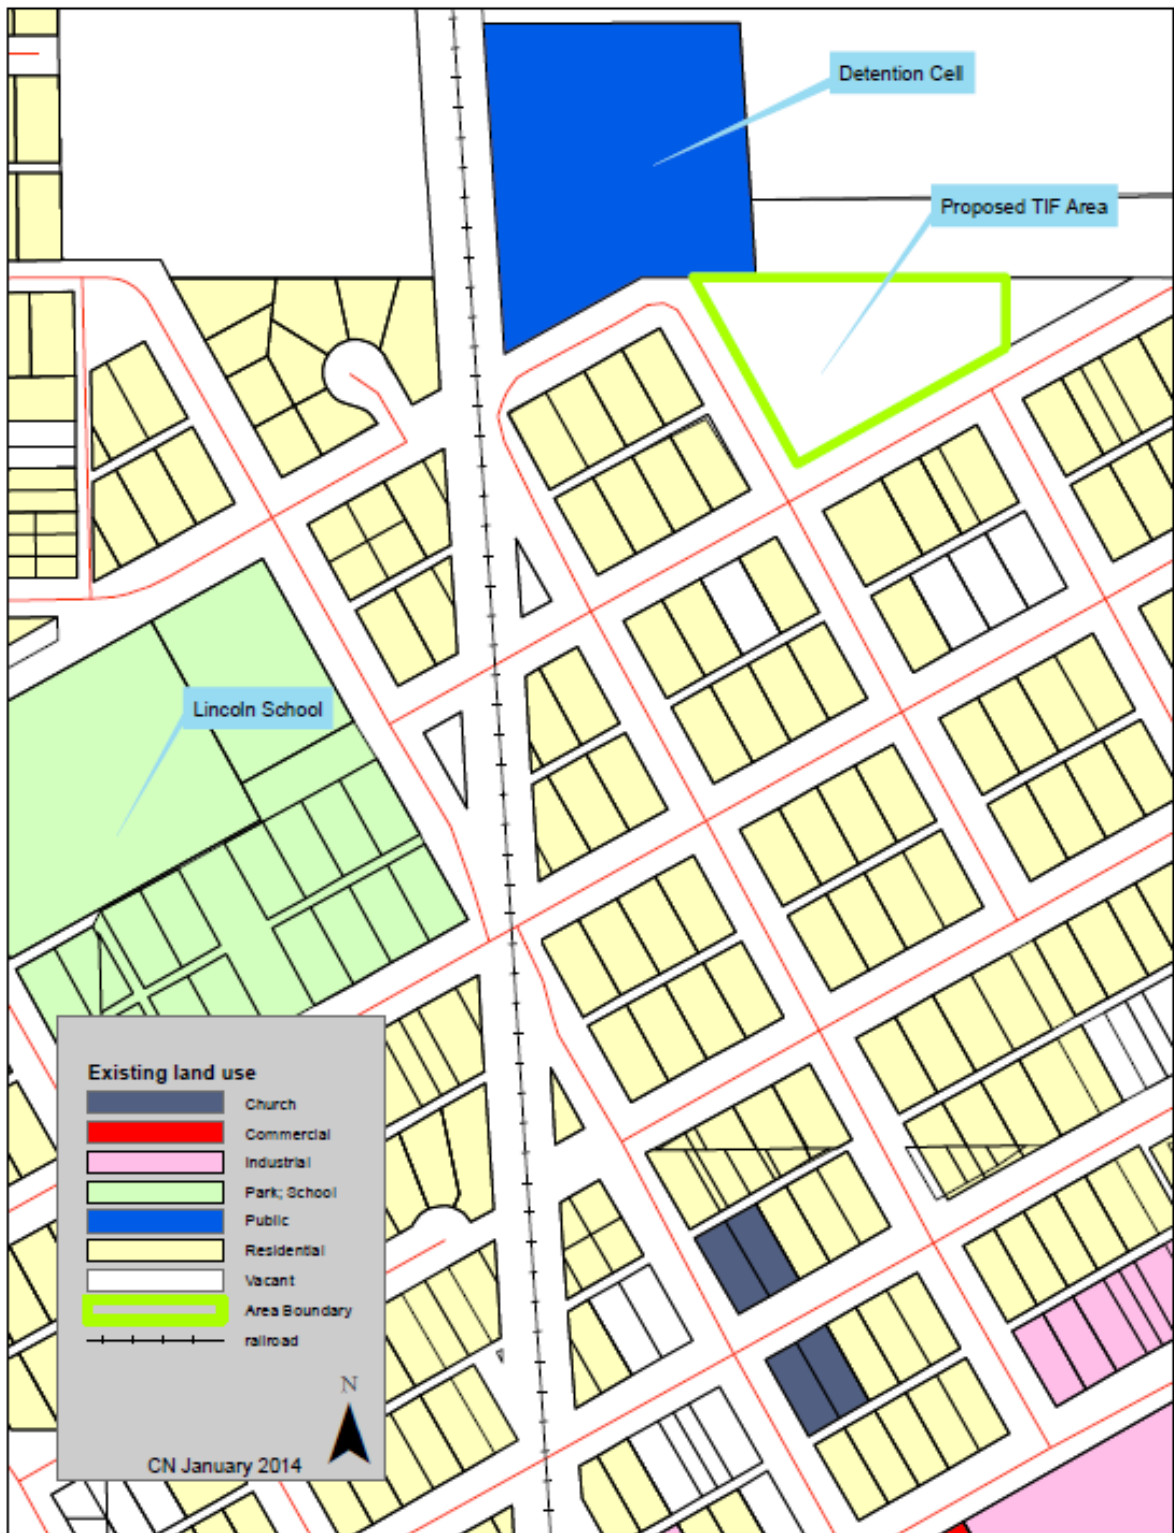 Detention Cell
Proposed TIF Area
Lincoln School
Existing land use
Church
Commercial
Industrial
Park; School
Public
Residential
Vacant
Area Boundary
railroad
N
CN January 2014